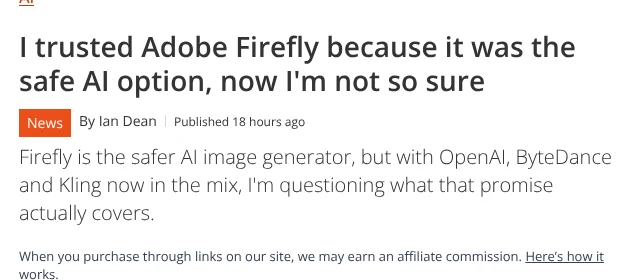 AI
I trusted Adobe Firefly because it was the
safe AI option, now I'm not so sure
News By Ian Dean Published 18 hours ago
Firefly is the safer AI image generator, but with OpenAI, ByteDance
and Kling now in the mix, I'm questioning what that promise
actually covers.
When you purchase through links on our site, we may earn an affiliate commission. Here's how it
works.